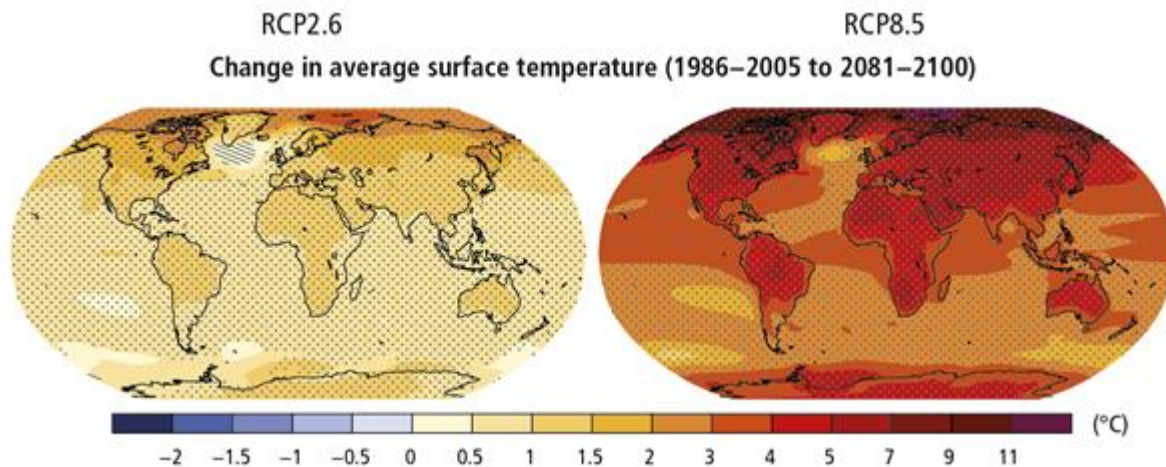 RCP2.6 RCP8.5
Change in average surface temperature (1986–2005 to 2081–2100)
−2 −1.5 −1 −0.5 0 0.5 1 1.5 2 3 4 5 7 9 11 (°C)